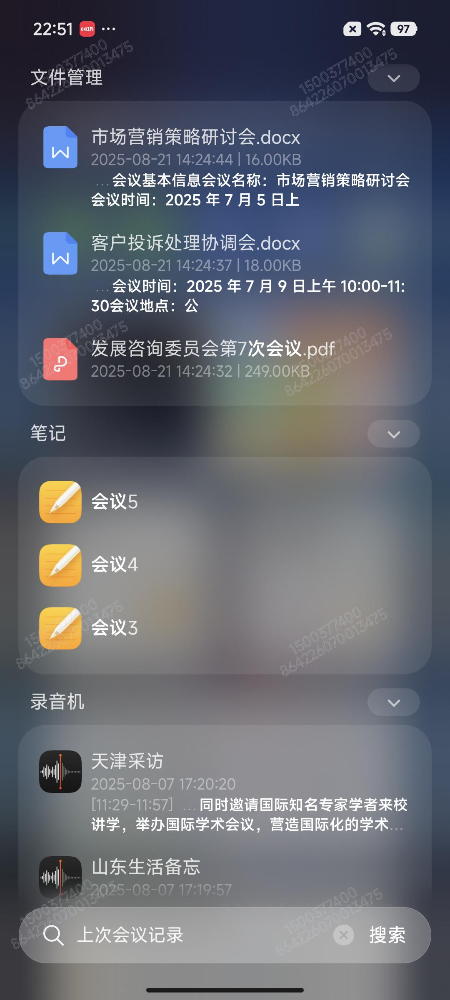 22:51 小红书 ...
97
文件管理
市场营销策略研讨会.docx
2025-08-21 14:24:44 | 16.00KB
...会议基本信息会议名称：市场营销策略研讨会
会议时间：2025 年 7 月 5 日上
客户投诉处理协调会.docx
2025-08-21 14:24:37 | 18.00KB
...会议时间：2025 年 7 月 9 日上午 10:00-11:
30会议地点：公
发展咨询委员会第7次会议.pdf
2025-08-21 14:24:32 | 249.00KB
笔记
会议5
会议4
会议3
录音机
天津采访
2025-08-07 17:20:20
[11:29-11:57] ...同时邀请国际知名专家学者来校
讲学，举办国际学术会议，营造国际化的学术...
山东生活备忘
2025-08-07 17:19:57
上次会议记录
搜索
1500377400
864226070013475
1500377400
864226070013475
1500377400
864226070013475
1500377400
864226070013475
1500377400
864226070013475
1500377400
864226070013475
1500377400
864226070013475
1500377400
864226070013475